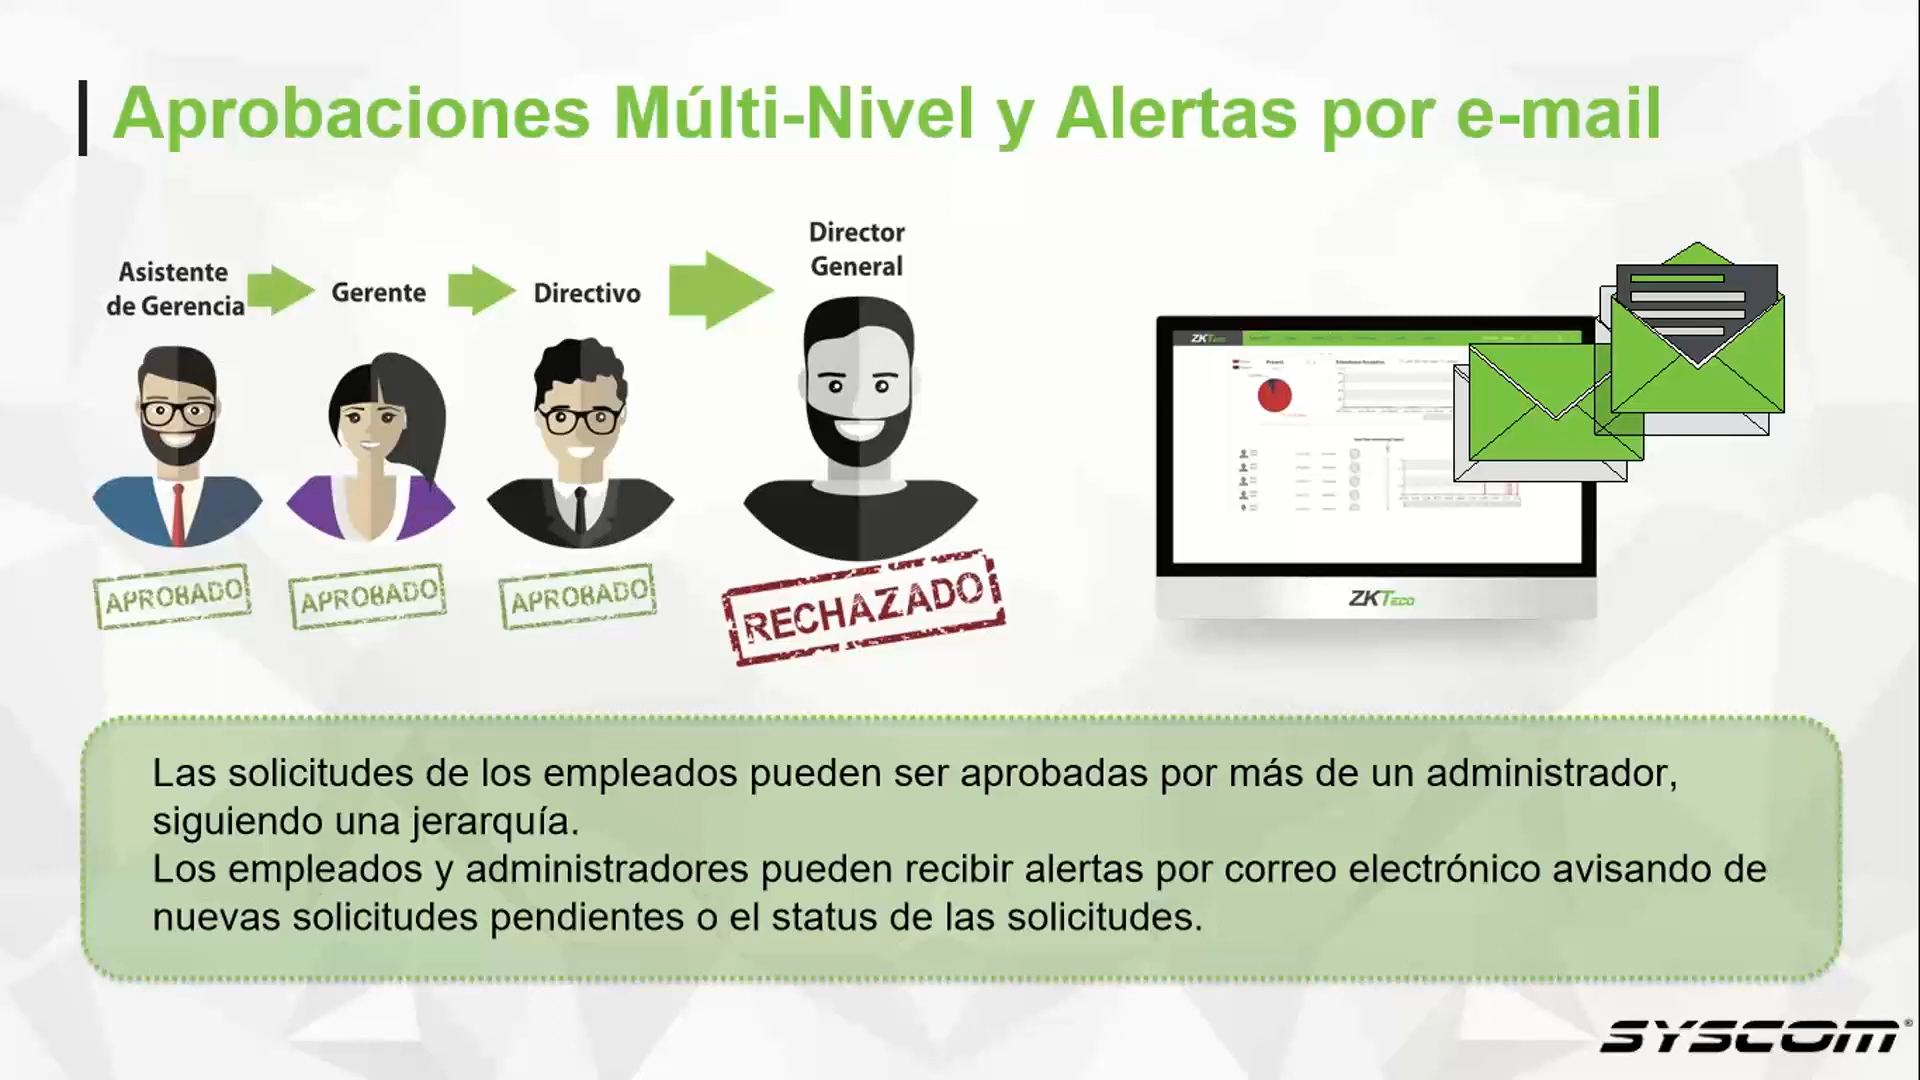 Aprobaciones Múlti-Nivel y Alertas por e-mail
Asistente
de Gerencia
Gerente
Directivo
Director
General
APROBADO
APROBADO
APROBADO
RECHAZADO
ZKTECO
Present
ZKTECO
Las solicitudes de los empleados pueden ser aprobadas por más de un administrador,
siguiendo una jerarquía.
Los empleados y administradores pueden recibir alertas por correo electrónico avisando de
nuevas solicitudes pendientes o el status de las solicitudes.
SYSCOM®